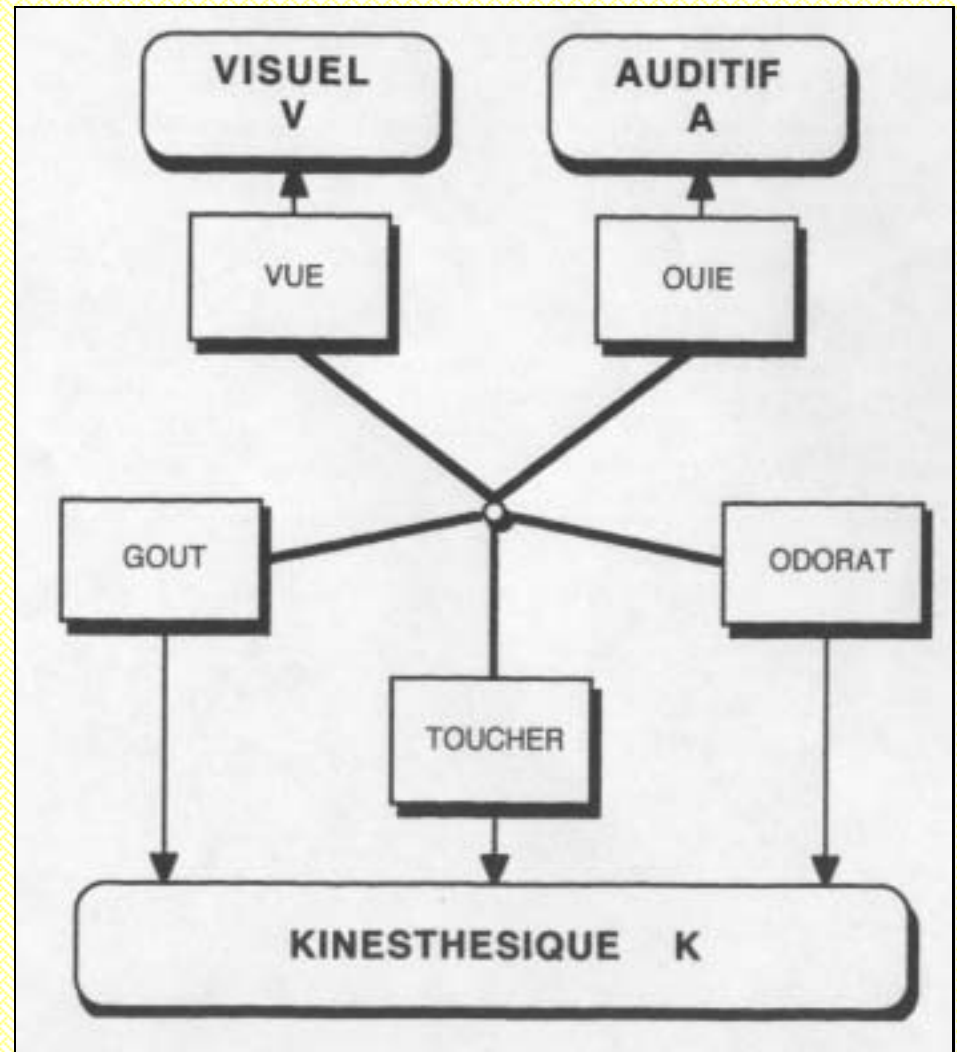 VISUEL
V
AUDITIF
A
VUE
OUIE
GOUT
ODORAT
TOUCHER
KINESTHESIQUE K